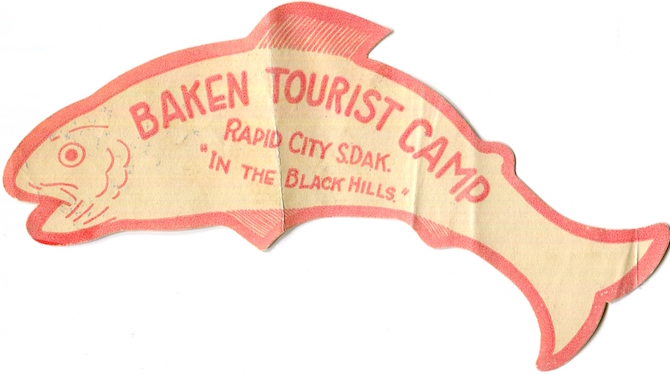 BAKEN TOURIST CAMP
RAPID CITY S.DAK.
"IN THE BLACK HILLS."